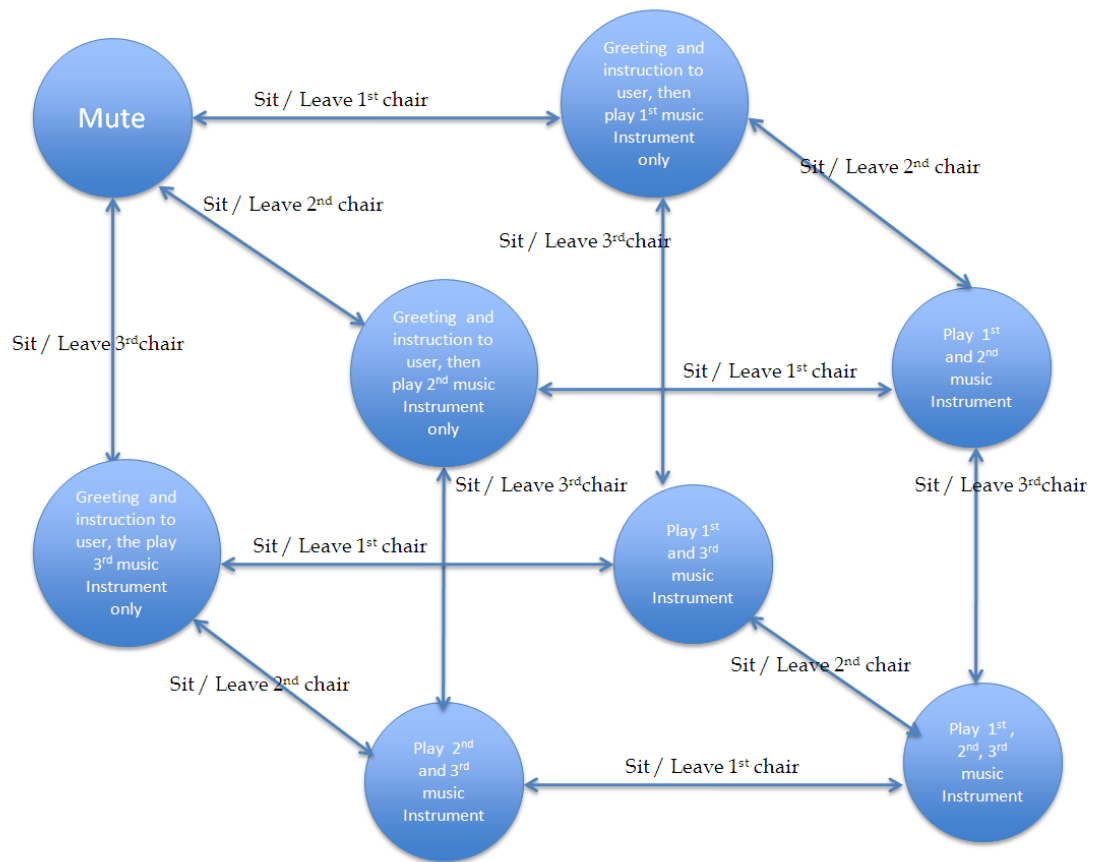 Mute
Sit / Leave 1st chair
Greeting and
instruction to
user, then
play 1st music
Instrument
only
Sit / Leave 2nd chair
Sit / Leave 2nd chair
Sit / Leave 3rdchair
Sit / Leave 3rdchair
Greeting and
instruction to
user, then
play 2nd music
Instrument
only
Sit / Leave 1st chair
Play 1st
and 2nd
music
Instrument
Sit / Leave 3rdchair
Sit / Leave 3rdchair
Greeting and
instruction to
user, the play
3rd music
Instrument
only
Sit / Leave 1st chair
Play 1st
and 3rd
music
Instrument
Sit / Leave 2nd chair
Sit / Leave 2nd chair
Play 2nd
and 3rd
music
Instrument
Sit / Leave 1st chair
Play 1st ,
2nd, 3rd
music
Instrument